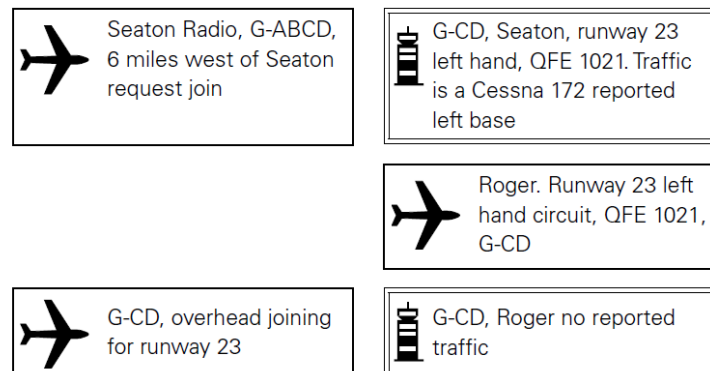 Seaton Radio, G-ABCD,
6 miles west of Seaton
request join
G-CD, Seaton, runway 23
left hand, QFE 1021. Traffic
is a Cessna 172 reported
left base
Roger. Runway 23 left
hand circuit, QFE 1021,
G-CD
G-CD, overhead joining
for runway 23
G-CD, Roger no reported
traffic